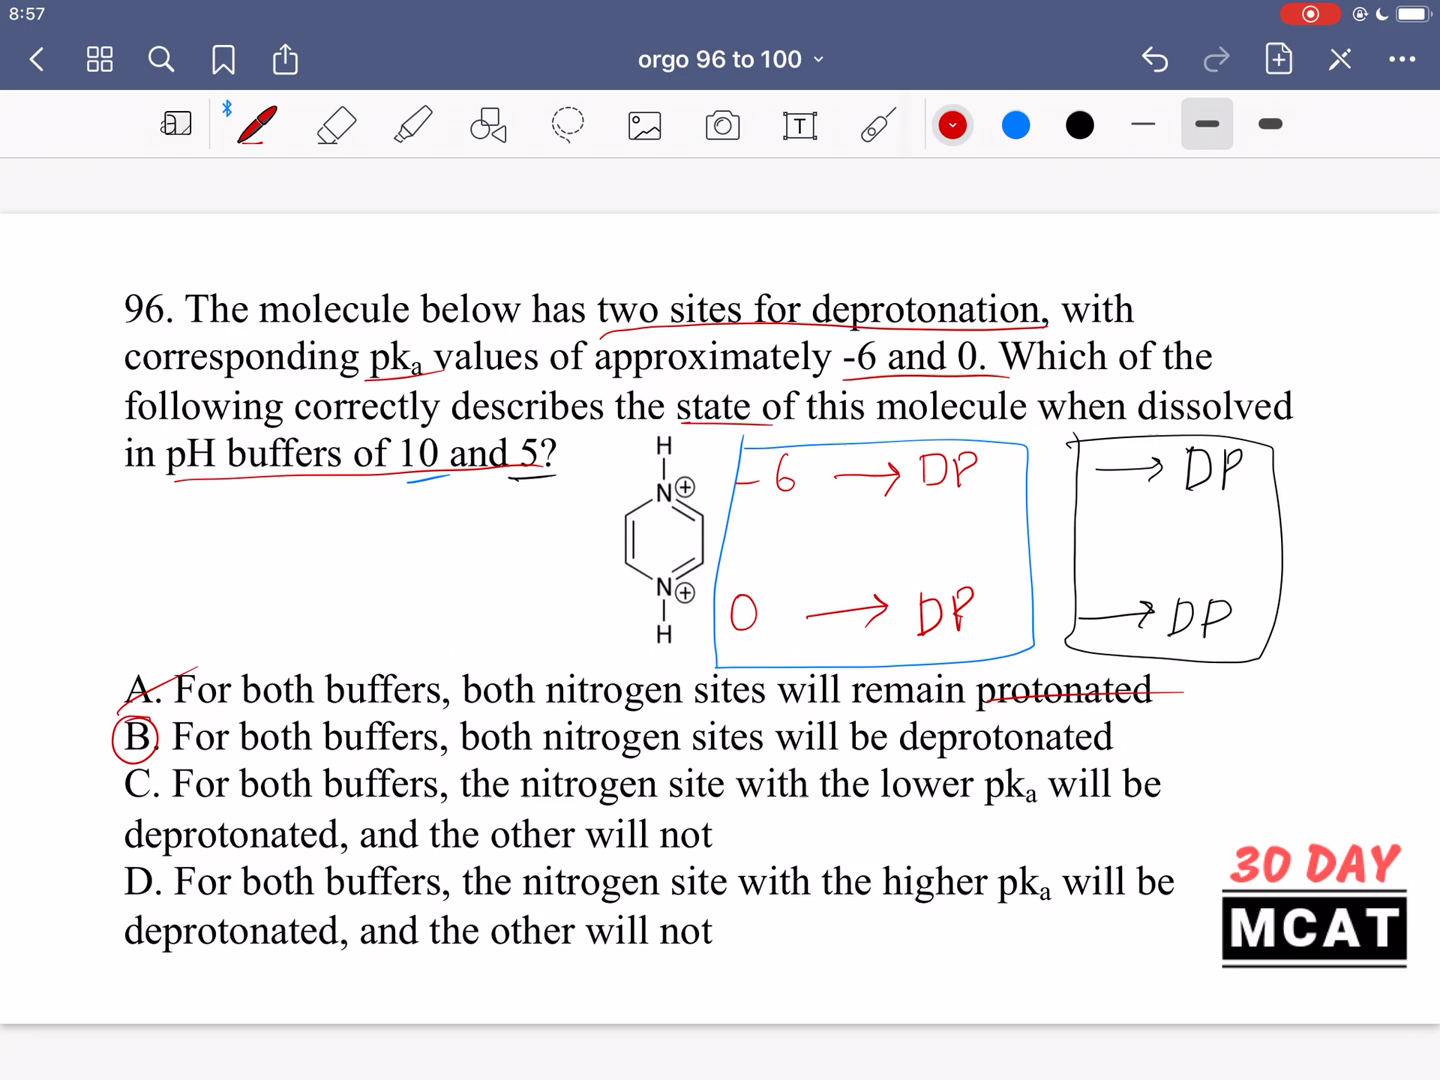 8:57
orgo 96 to 100
T
96. The molecule below has two sites for deprotonation, with
corresponding pkₐ values of approximately -6 and 0. Which of the
following correctly describes the state of this molecule when dissolved
in pH buffers of 10 and 5?
H
N⊕
N⊕
H
-6 → DP
0 → DP
→ DP
→ DP
A. For both buffers, both nitrogen sites will remain protonated
B. For both buffers, both nitrogen sites will be deprotonated
C. For both buffers, the nitrogen site with the lower pkₐ will be
deprotonated, and the other will not
D. For both buffers, the nitrogen site with the higher pkₐ will be
deprotonated, and the other will not
30 DAY
MCAT